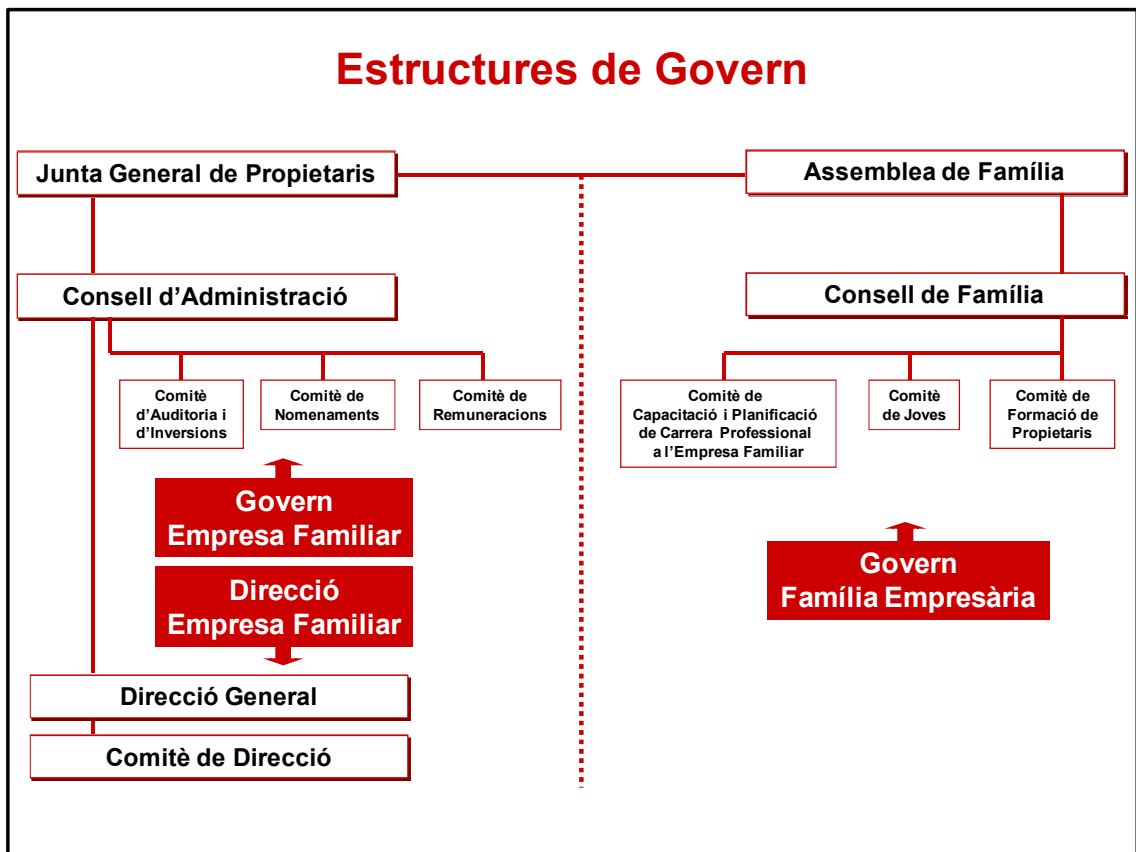 Estructures de Govern
Junta General de Propietaris
Assemblea de Família
Consell d’Administració
Consell de Família
Comitè
d’Auditoria i
d’Inversions
Comitè de
Nomenaments
Comitè de
Remuneracions
Comitè de
Capacitació i Planificació
de Carrera Professional
a l’Empresa Familiar
Comitè
de Joves
Comitè de
Formació de
Propietaris
Govern
Empresa Familiar
Direcció
Empresa Familiar
Govern
Família Empresària
Direcció General
Comitè de Direcció